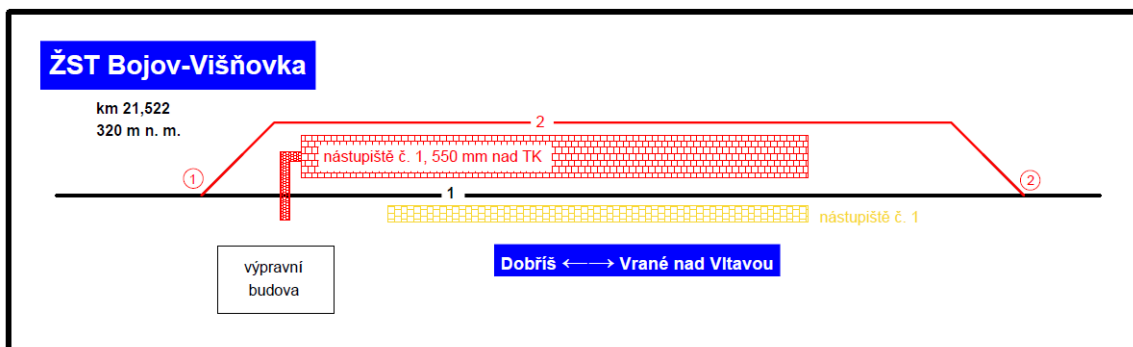 ŽST Bojov-Višňovka
km 21,522
320 m n. m.
2
nástupiště č. 1, 550 mm nad TK
1
2
1
nástupiště č. 1
výpravní
budova
Dobříš ←→ Vrané nad Vltavou